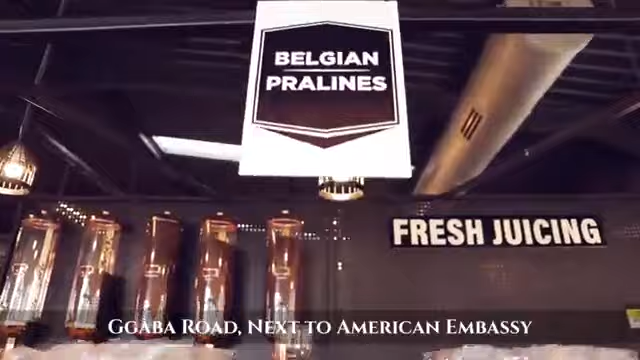 BELGIAN
PRALINES
FRESH JUICING
Ggaba Road, Next to American Embassy